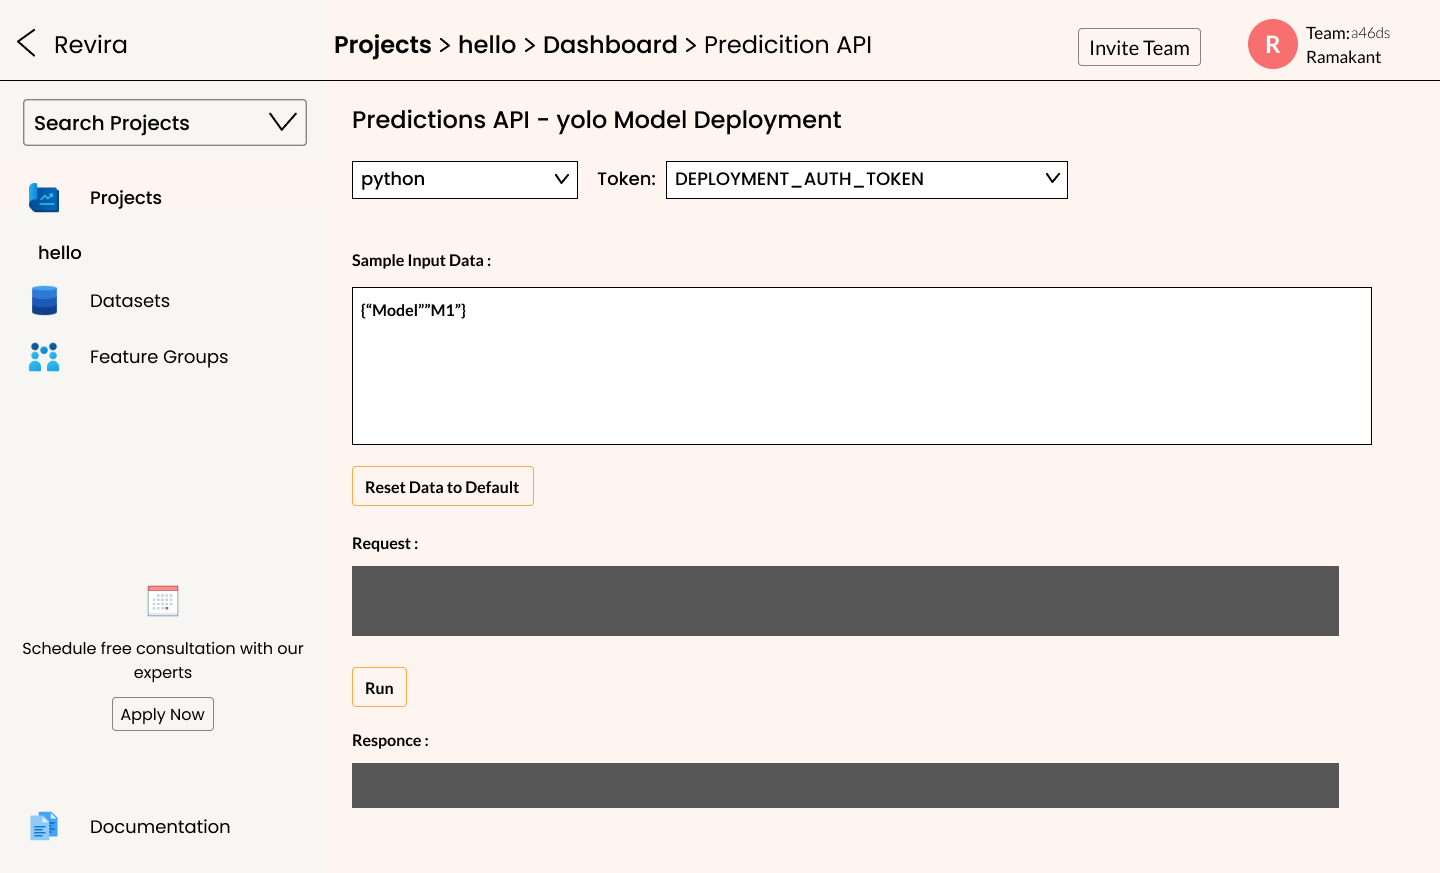 Revira
Projects > hello > Dashboard > Predicition API
Invite Team
R
Team:a46ds
Ramakant
Search Projects
Projects
hello
Datasets
Feature Groups
Schedule free consultation with our
experts
Apply Now
Documentation
Predictions API - yolo Model Deployment
python
Token:
DEPLOYMENT_AUTH_TOKEN
Sample Input Data :
{“Model””M1”}
Reset Data to Default
Request :
Run
Responce :